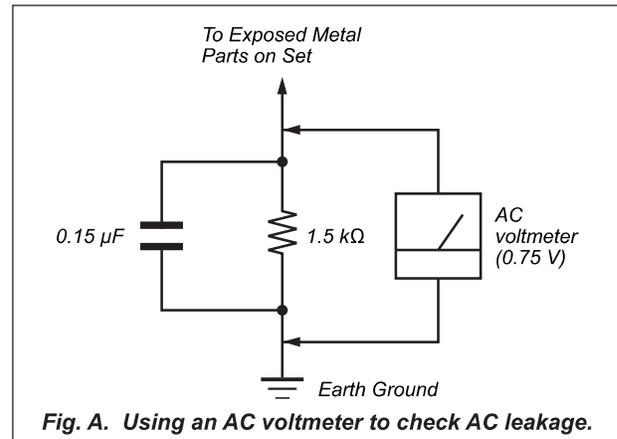 To Exposed Metal
Parts on Set
0.15 µF
1.5 kΩ
AC
voltmeter
(0.75 V)
Earth Ground
Fig. A. Using an AC voltmeter to check AC leakage.